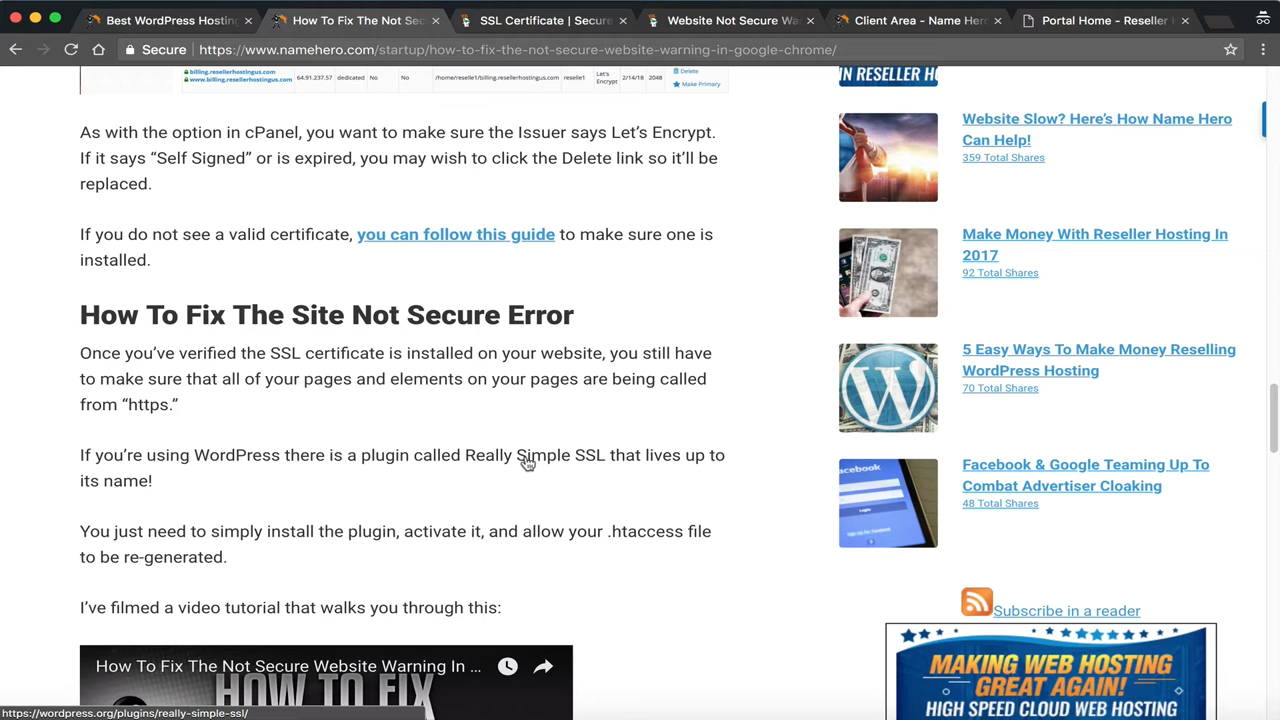 Best WordPress Hosting
How To Fix The Not Sec
SSL Certificate | Secure
Website Not Secure Wa
Client Area - Name Hero
Portal Home - Reseller
Secure
https://www.namehero.com/startup/how-to-fix-the-not-secure-website-warning-in-google-chrome/
billing.resellerhostingus.com
www.billing.resellerhostingus.com
64.91.237.57
dedicated
No
No
/home/reselle1/billing.resellerhostingus.com
reselle1
Let's
Encrypt
2/14/18
2048
Delete
Make Primary
As with the option in cPanel, you want to make sure the Issuer says Let’s Encrypt.
If it says “Self Signed” or is expired, you may wish to click the Delete link so it’ll be
replaced.
If you do not see a valid certificate, you can follow this guide to make sure one is
installed.
How To Fix The Site Not Secure Error
Once you’ve verified the SSL certificate is installed on your website, you still have
to make sure that all of your pages and elements on your pages are being called
from “https.”
If you’re using WordPress there is a plugin called Really Simple SSL that lives up to
its name!
You just need to simply install the plugin, activate it, and allow your .htaccess file
to be re-generated.
I’ve filmed a video tutorial that walks you through this:
How To Fix The Not Secure Website Warning In ...
HOW TO FIX
https://wordpress.org/plugins/really-simple-ssl/
IN RESELLER H
Website Slow? Here’s How Name Hero
Can Help!
359 Total Shares
Make Money With Reseller Hosting In
2017
92 Total Shares
5 Easy Ways To Make Money Reselling
WordPress Hosting
70 Total Shares
Facebook & Google Teaming Up To
Combat Advertiser Cloaking
48 Total Shares
facebook
Login
Subscribe in a reader
MAKING WEB HOSTING
GREAT AGAIN!
HIGH SPEED CLOUD WEB HOSTING